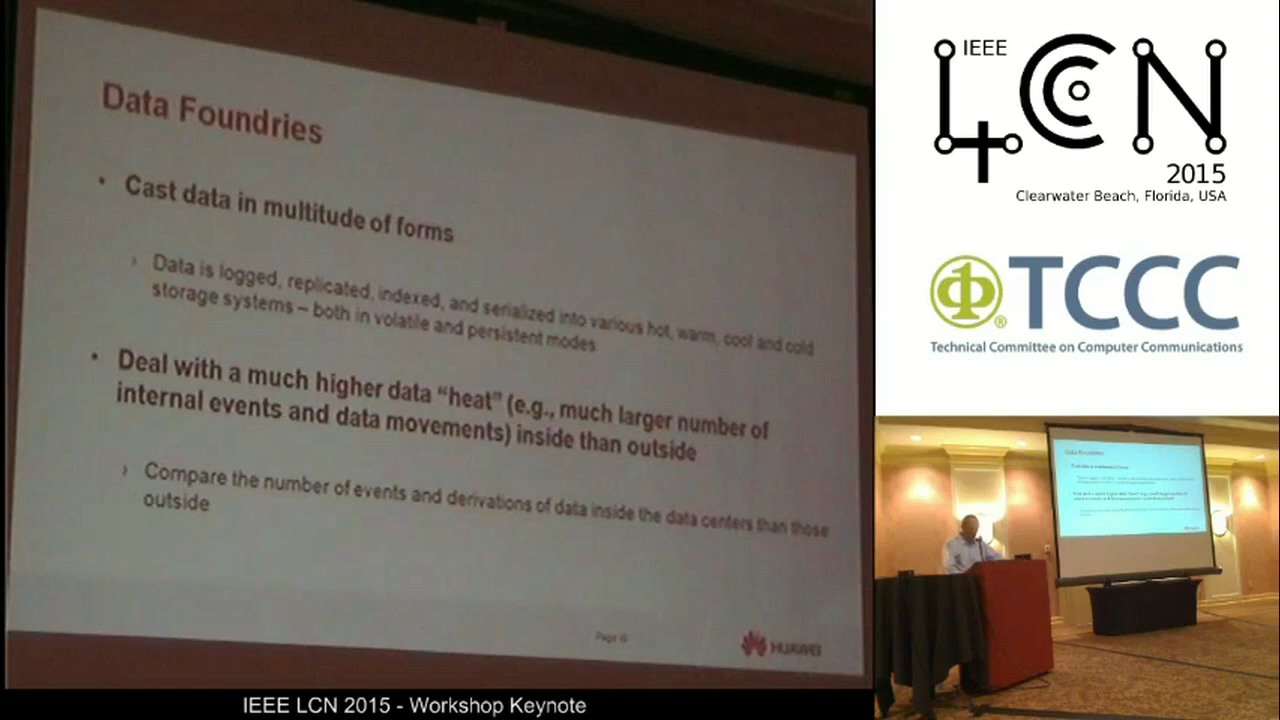 Data Foundries
• Cast data in multitude of forms
› Data is logged, replicated, indexed, and serialized into various hot, warm, cool and cold
storage systems – both in volatile and persistent modes
• Deal with a much higher data “heat” (e.g., much larger number of
internal events and data movements) inside than outside
› Compare the number of events and derivations of data inside the data centers than those
outside
HUAWEI
IEEE LCN 2015 - Workshop Keynote
IEEE
LCN
2015
Clearwater Beach, Florida, USA
TCCC
®
Technical Committee on Computer Communications
Data Foundries